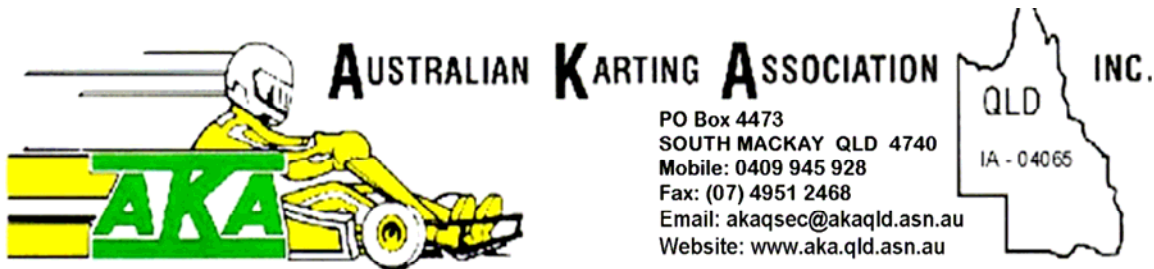 AUSTRALIAN KARTING ASSOCIATION INC.
PO Box 4473
SOUTH MACKAY QLD 4740
Mobile: 0409 945 928
Fax: (07) 4951 2468
Email: akaqsec@akaqld.asn.au
Website: www.aka.qld.asn.au
QLD
IA - 04065
AKA